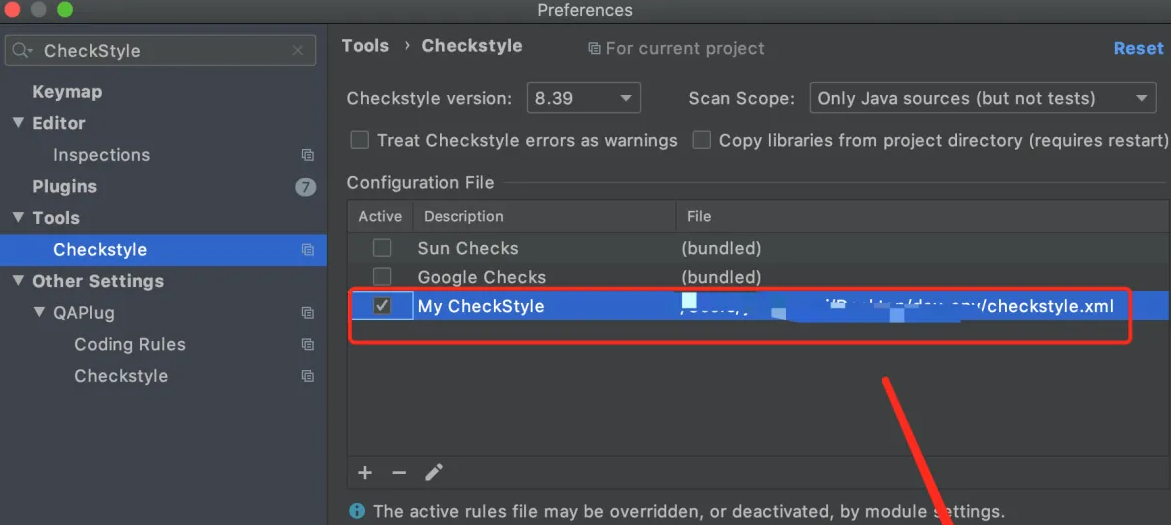 Preferences
CheckStyle
Tools › Checkstyle For current project Reset
Keymap
Editor
Inspections
Plugins 7
Tools
Checkstyle
Other Settings
QAPlug
Coding Rules
Checkstyle
Checkstyle version: 8.39 Scan Scope: Only Java sources (but not tests)
Treat Checkstyle errors as warnings Copy libraries from project directory (requires restart)
Configuration File
Active Description File
Sun Checks (bundled)
Google Checks (bundled)
My CheckStyle /checkstyle.xml
The active rules file may be overridden, or deactivated, by module settings.